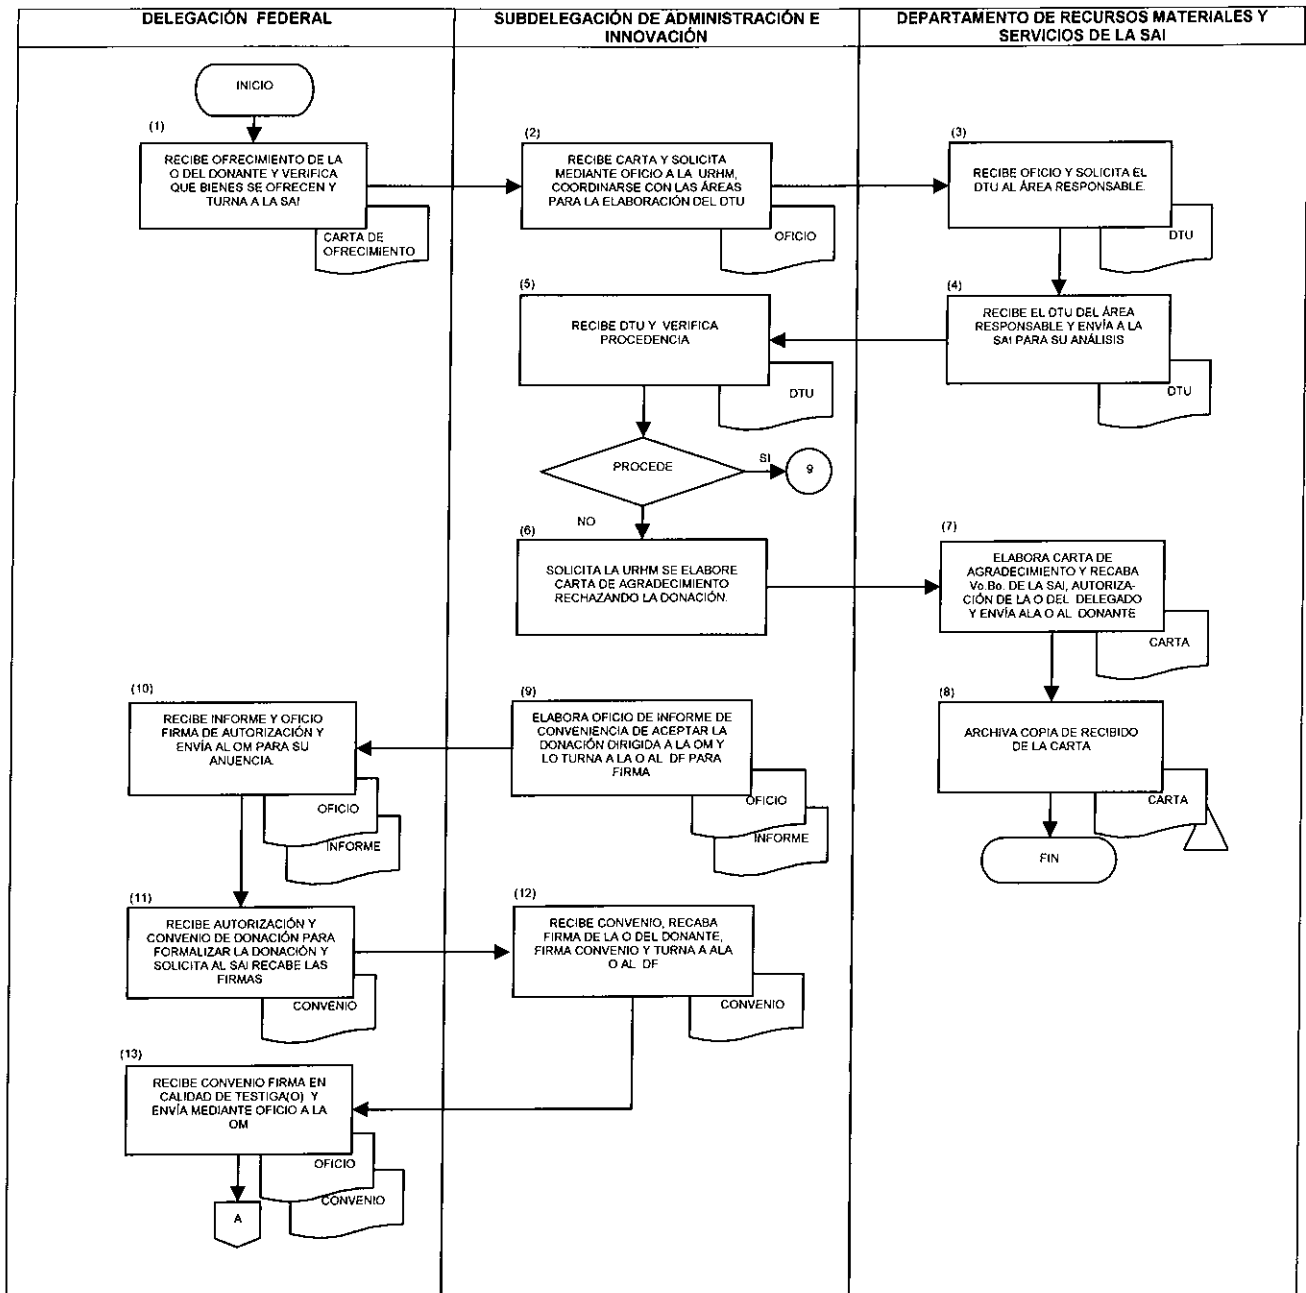 DELEGACIÓN FEDERAL
SUBDELEGACIÓN DE ADMINISTRACIÓN E
INNOVACIÓN
DEPARTAMENTO DE RECURSOS MATERIALES Y
SERVICIOS DE LA SAI
INICIO
(1)
RECIBE OFRECIMIENTO DE LA
O DEL DONANTE Y VERIFICA
QUE BIENES SE OFRECEN Y
TURNA A LA SAI
CARTA DE
OFRECIMIENTO
(2)
RECIBE CARTA Y SOLICITA
MEDIANTE OFICIO A LA URHM,
COORDINARSE CON LAS ÁREAS
PARA LA ELABORACIÓN DEL DTU
OFICIO
(3)
RECIBE OFICIO Y SOLICITA EL
DTU AL ÁREA RESPONSABLE.
DTU
(5)
RECIBE DTU Y VERIFICA
PROCEDENCIA
DTU
(4)
RECIBE EL DTU DEL ÁREA
RESPONSABLE Y ENVÍA A LA
SAI PARA SU ANÁLISIS
DTU
PROCEDE
SI
9
NO
(6)
SOLICITA LA URHM SE ELABORE
CARTA DE AGRADECIMIENTO
RECHAZANDO LA DONACIÓN.
(7)
ELABORA CARTA DE
AGRADECIMIENTO Y RECABA
Vo.Bo. DE LA SAI, AUTORIZA-
CIÓN DE LA O DEL DELEGADO
Y ENVÍA ALA O AL DONANTE
CARTA
(10)
RECIBE INFORME Y OFICIO
FIRMA DE AUTORIZACIÓN Y
ENVÍA AL OM PARA SU
ANUENCIA.
OFICIO
INFORME
(9)
ELABORA OFICIO DE INFORME DE
CONVENIENCIA DE ACEPTAR LA
DONACIÓN DIRIGIDA A LA OM Y
LO TURNA A LA O AL DF PARA
FIRMA
OFICIO
INFORME
(8)
ARCHIVA COPIA DE RECIBIDO
DE LA CARTA
CARTA
FIN
(11)
RECIBE AUTORIZACIÓN Y
CONVENIO DE DONACIÓN PARA
FORMALIZAR LA DONACIÓN Y
SOLICITA AL SAI RECABE LAS
FIRMAS
CONVENIO
(12)
RECIBE CONVENIO, RECABA
FIRMA DE LA O DEL DONANTE,
FIRMA CONVENIO Y TURNA A ALA
O AL DF
CONVENIO
(13)
RECIBE CONVENIO FIRMA EN
CALIDAD DE TESTIGA(O) Y
ENVÍA MEDIANTE OFICIO A LA
OM
OFICIO
CONVENIO
A